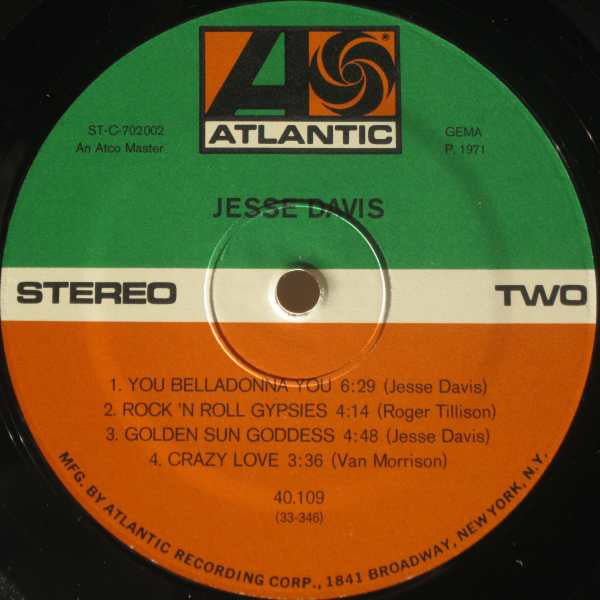 ATLANTIC
ST-C-702002
An Atco Master
GEMA
P. 1971
JESSE DAVIS
STEREO TWO
1. YOU BELLADONNA YOU 6:29 (Jesse Davis)
2. ROCK 'N ROLL GYPSIES 4:14 (Roger Tillison)
3. GOLDEN SUN GODDESS 4:48 (Jesse Davis)
4. CRAZY LOVE 3:36 (Van Morrison)
40.109
(33-346)
MFG. BY ATLANTIC RECORDING CORP., 1841 BROADWAY, NEW YORK, N.Y.